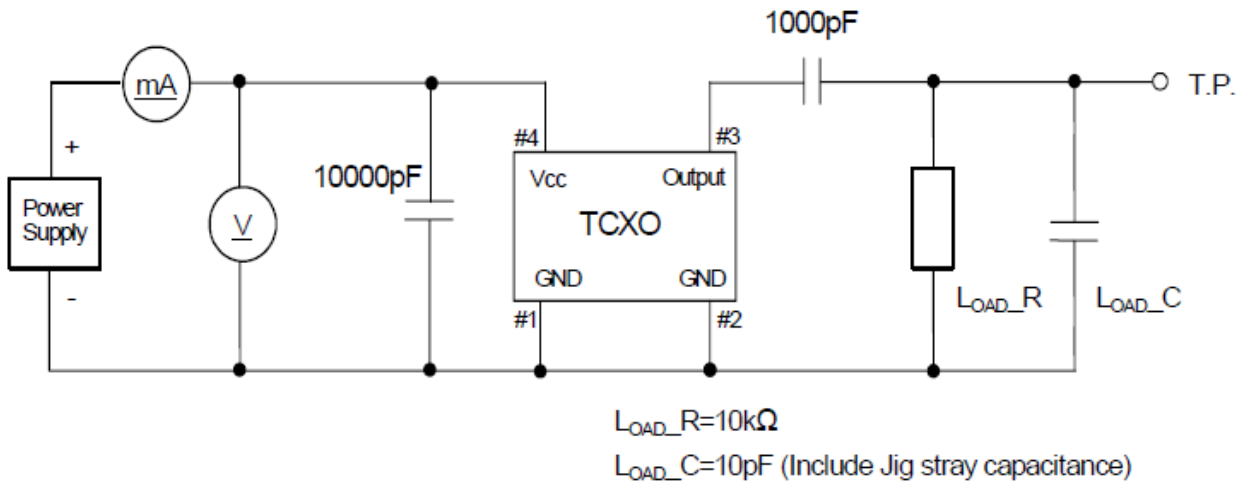 1000pF
mA
T.P.
+
#4
#3
10000pF
Vcc
Output
Power
Supply
V
TCXO
GND
GND
-
LOAD_R
LOAD_C
#1
#2
LOAD_R=10kΩ
LOAD_C=10pF (Include Jig stray capacitance)